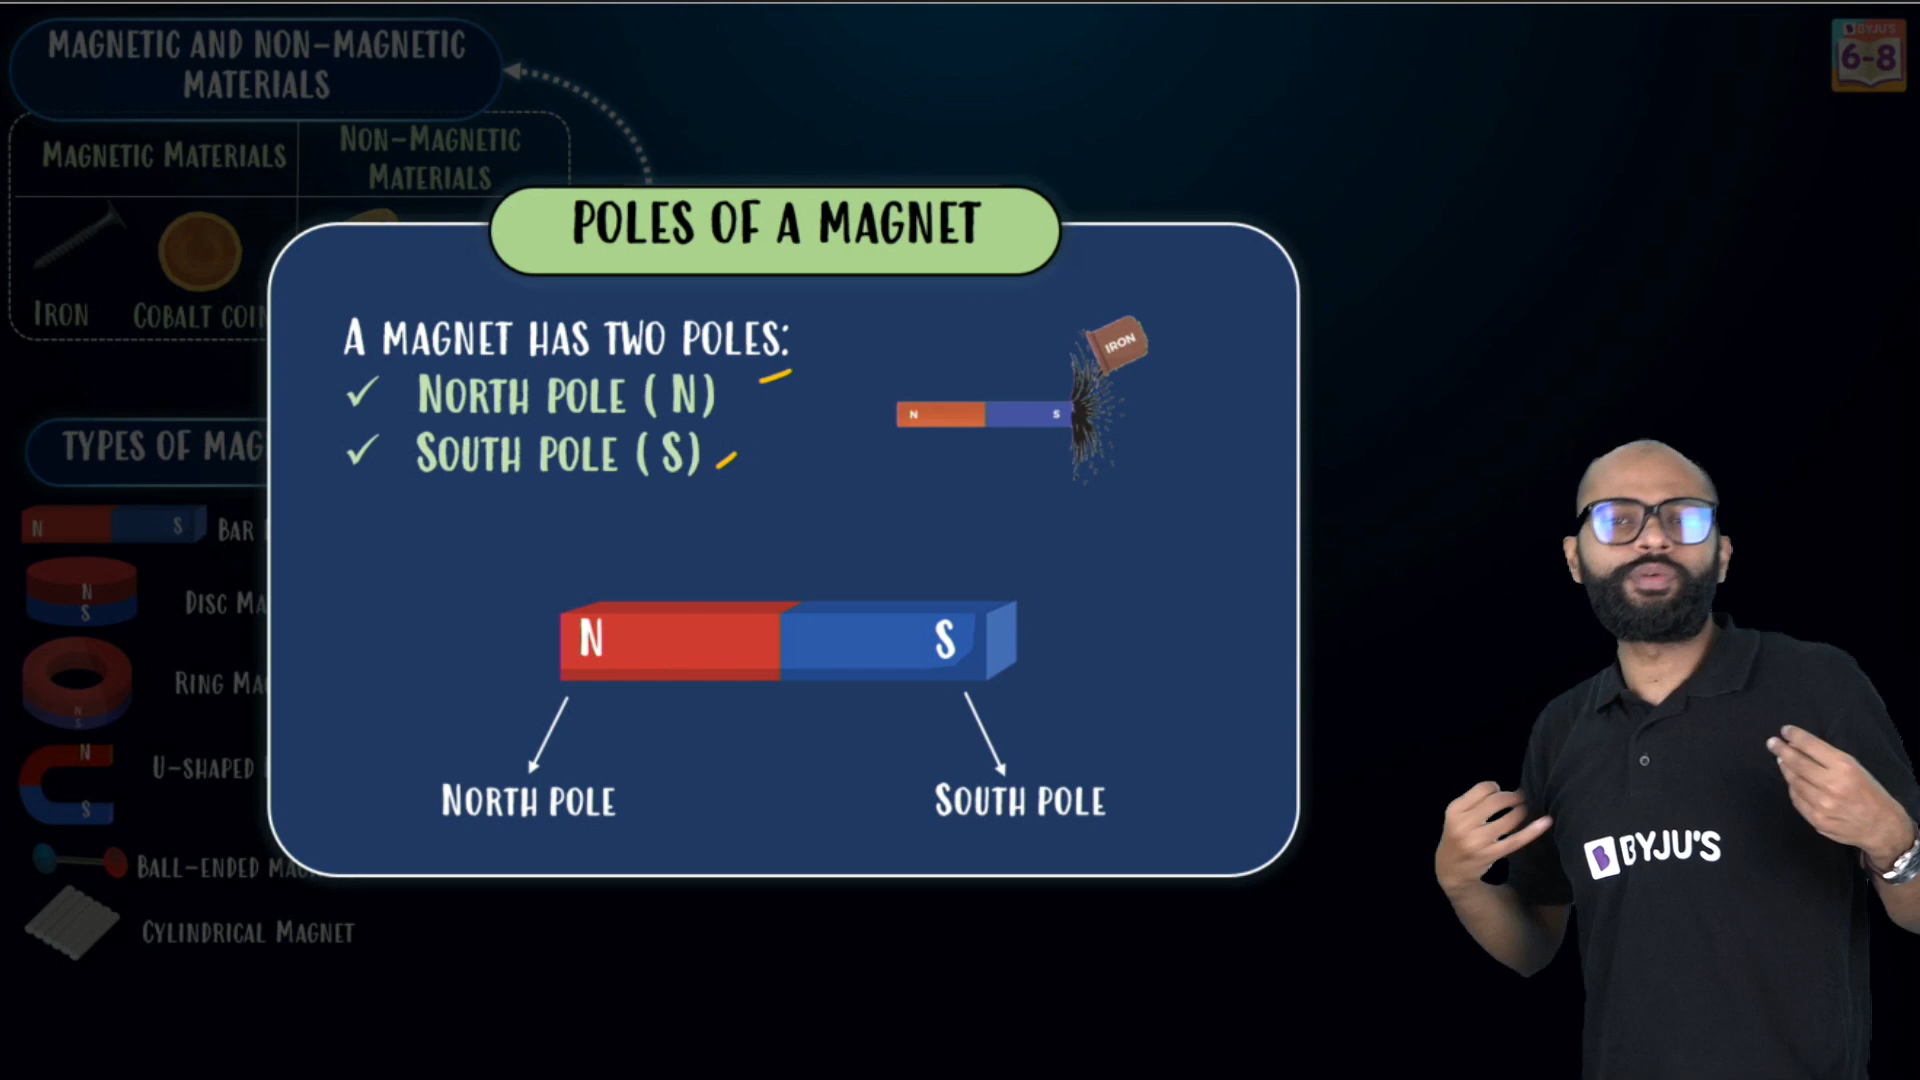 MAGNETIC AND NON-MAGNETIC
MATERIALS
BYJU'S
6-8
MAGNETIC MATERIALS
NON-MAGNETIC
MATERIALS
IRON
COBALT COIN
POLES OF A MAGNET
A MAGNET HAS TWO POLES:
✓ NORTH POLE ( N)
✓ SOUTH POLE ( S)
IRON
N S
TYPES OF MAG
N S
BAR
N
S
DISC MA
N
S
RING MA
N
S
U-SHAPED
BALL-ENDED MAG
CYLINDRICAL MAGNET
N S
NORTH POLE
SOUTH POLE
BYJU'S